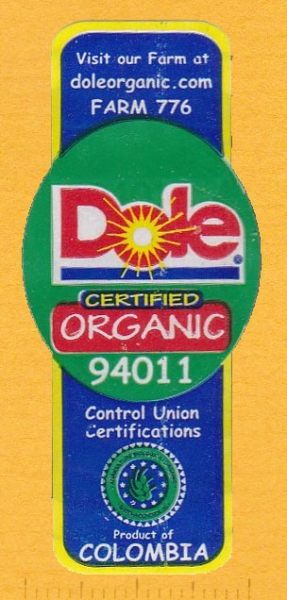 Visit our Farm at
doleorganic.com
FARM 776
Dole®
CERTIFIED
ORGANIC
94011
Control Union
Certifications
Product of
COLOMBIA